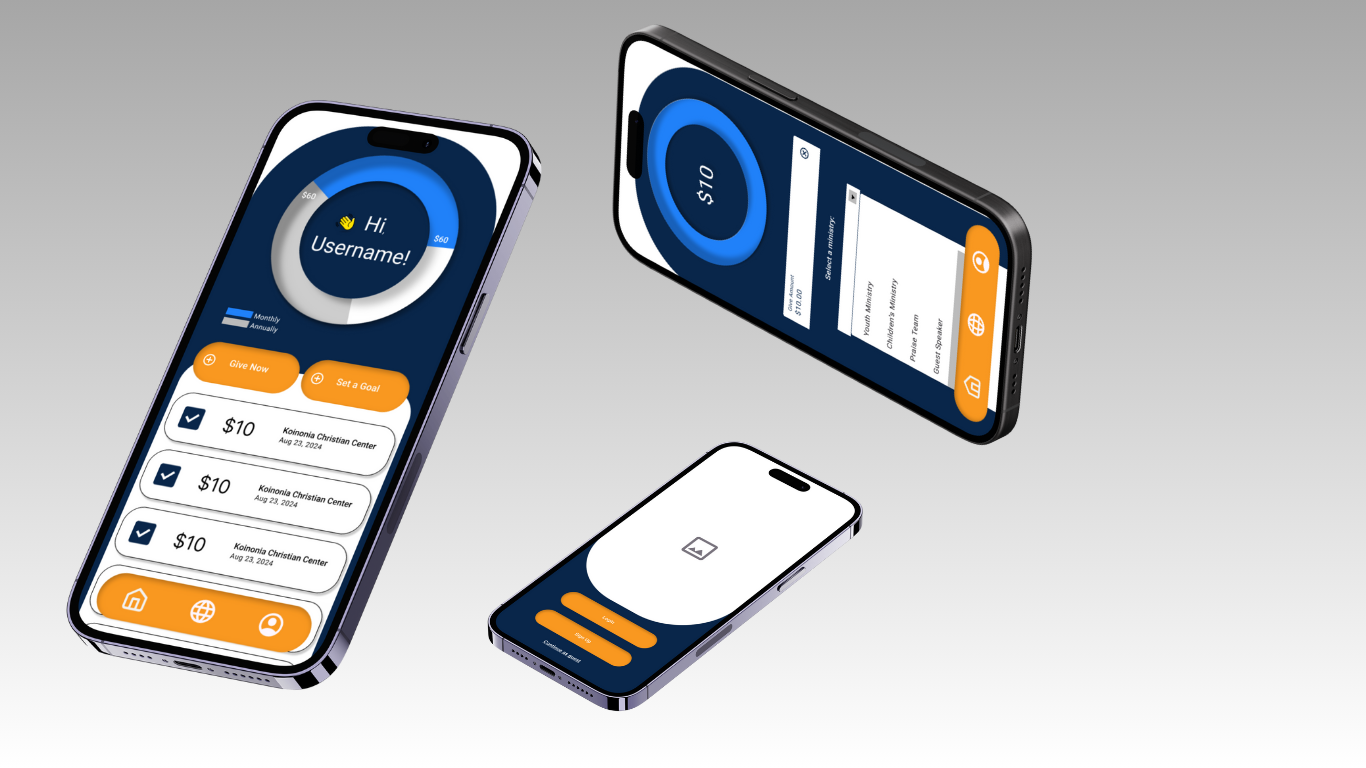 $60
👋 Hi,
Username!
$60
Monthly
Annually
Give Now
Set a Goal
$10
Koinonia Christian Center
Aug 23, 2024
$10
Koinonia Christian Center
Aug 23, 2024
$10
Koinonia Christian Center
Aug 23, 2024
$10
Give Amount
$10.00
Select a ministry:
Youth Ministry
Children's Ministry
Praise Team
Guest Speaker
Login
Sign Up
Continue as guest